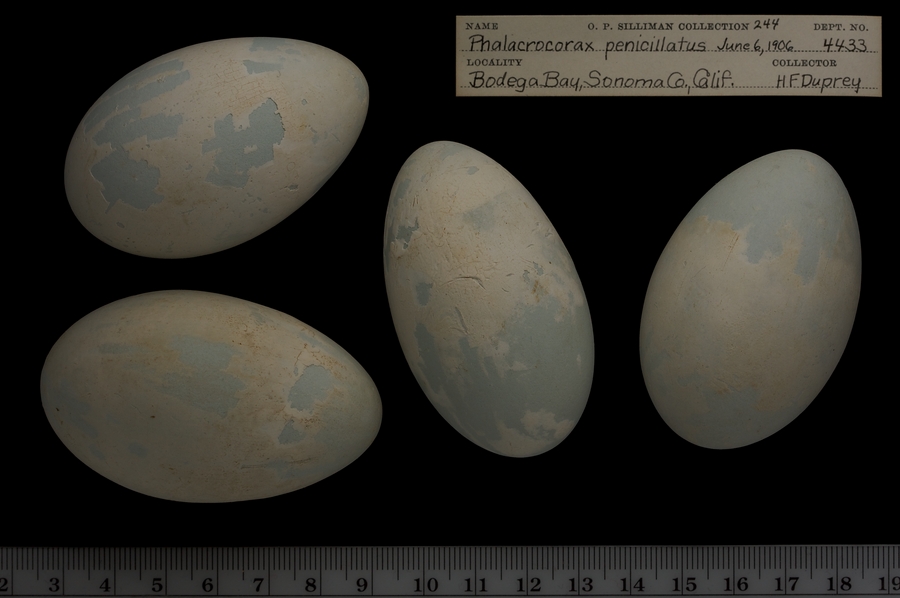 NAME O. P. SILLIMAN COLLECTION 244 DEPT. NO.
Phalacrocorax penicillatus June 6, 1906 4433
LOCALITY COLLECTOR
Bodega Bay, Sonoma Co., Calif. H F Duprey
2 3 4 5 6 7 8 9 10 11 12 13 14 15 16 17 18 19